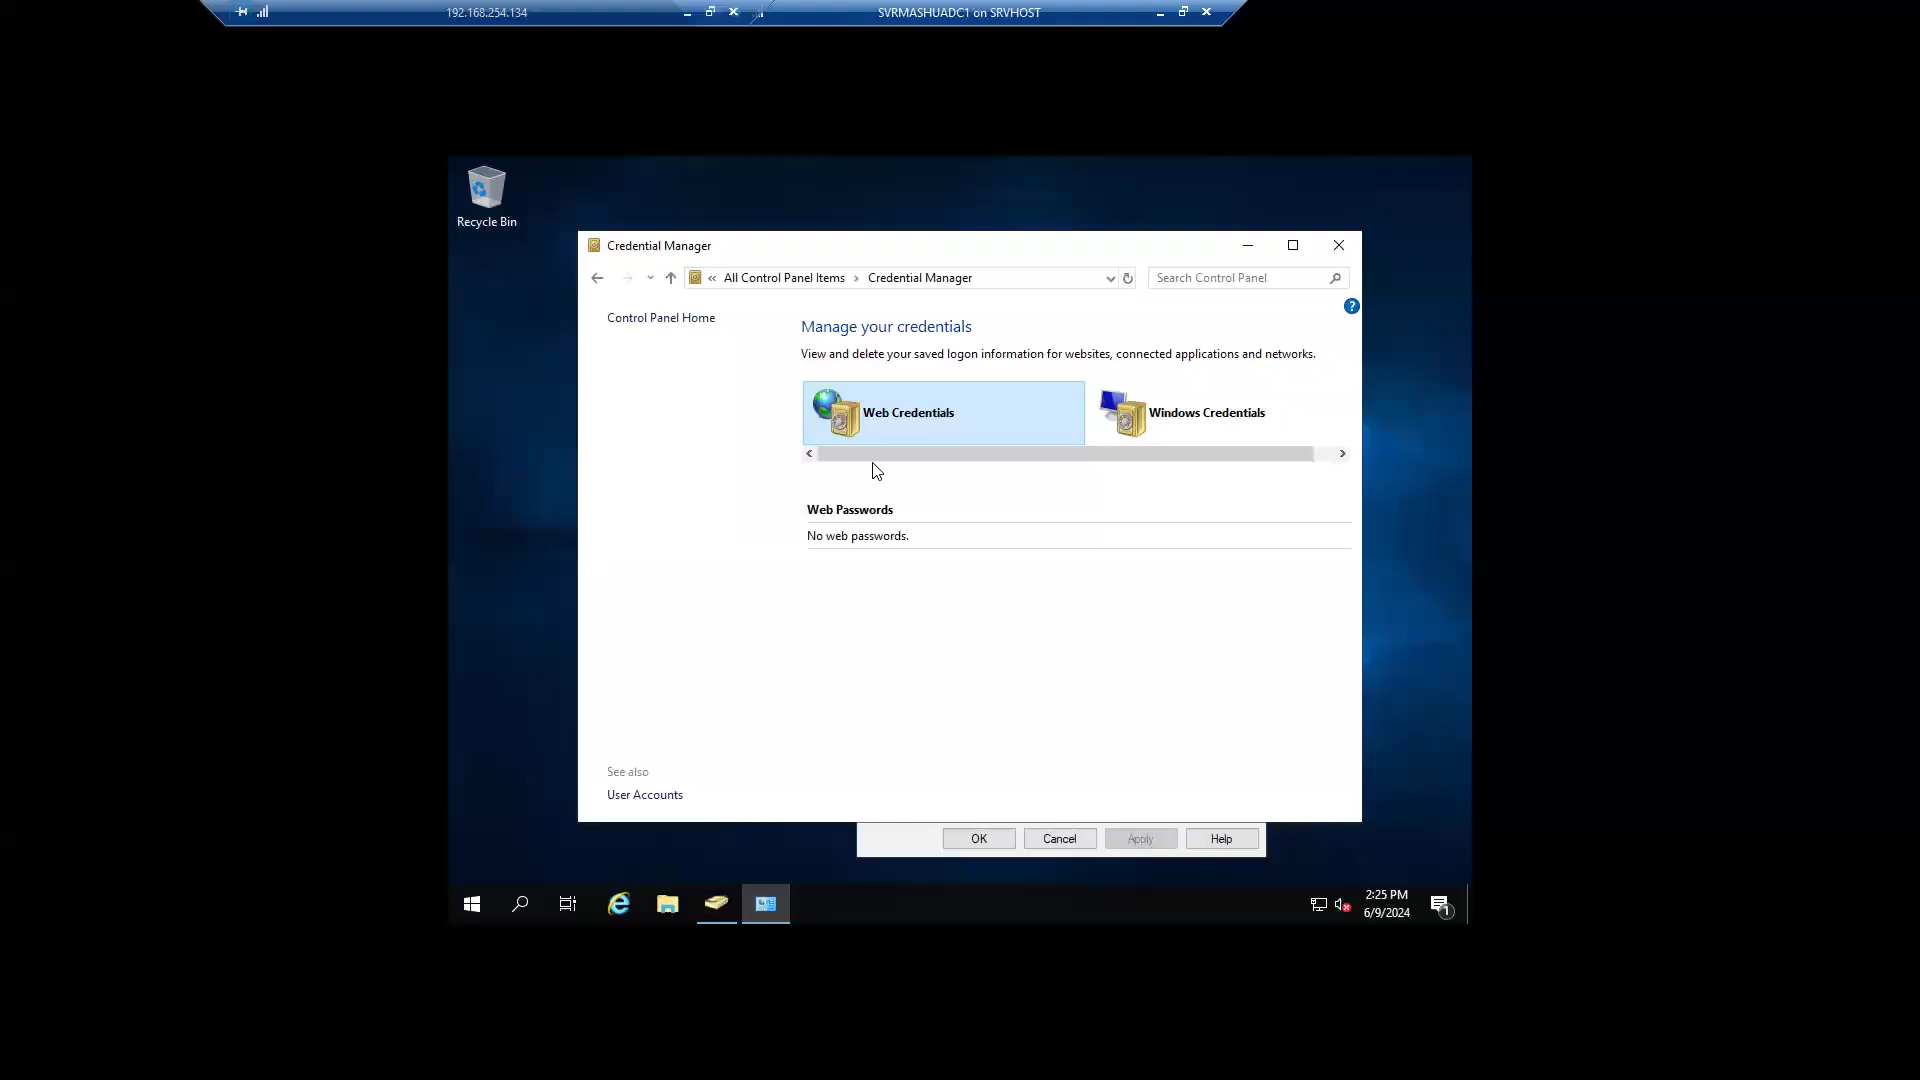 192.168.254.134
SVRMASHUADC1 on SRVHOST
Recycle Bin
Credential Manager
« All Control Panel Items › Credential Manager
Search Control Panel
?
Control Panel Home
Manage your credentials
View and delete your saved logon information for websites, connected applications and networks.
Web Credentials
Windows Credentials
Web Passwords
No web passwords.
See also
User Accounts
OK
Cancel
Apply
Help
2:25 PM
6/9/2024
1